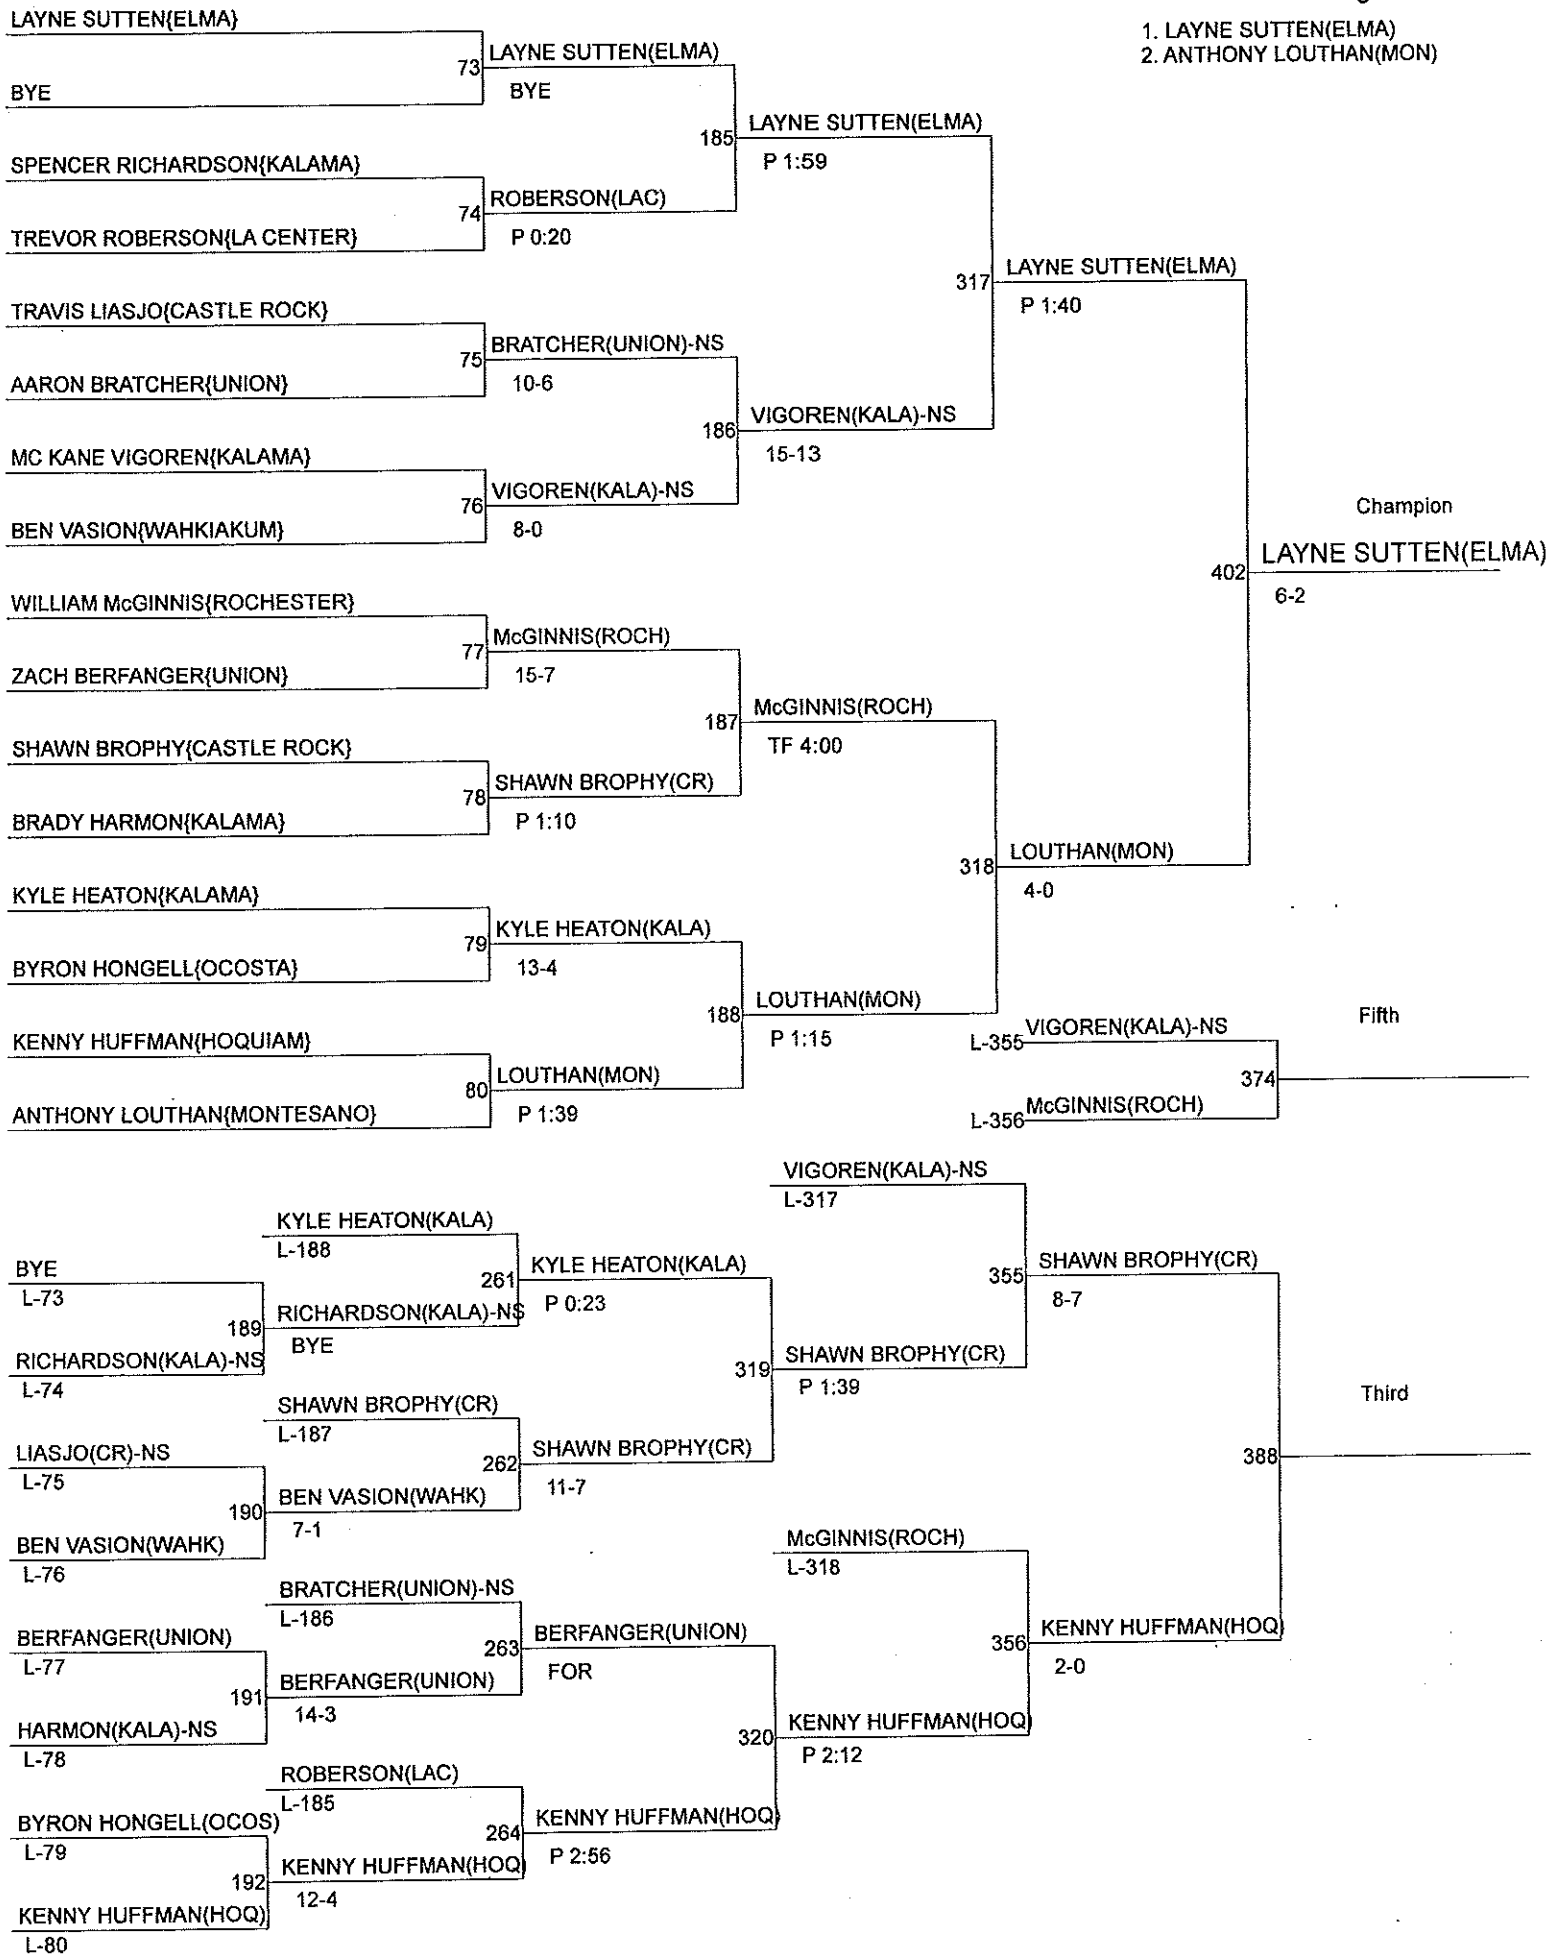 1. LAYNE SUTTEN(ELMA)
2. ANTHONY LOUTHAN(MON)
LAYNE SUTTEN{ELMA}
73
LAYNE SUTTEN(ELMA)
BYE
BYE
185
LAYNE SUTTEN(ELMA)
P 1:59
SPENCER RICHARDSON{KALAMA}
74
ROBERSON(LAC)
P 0:20
TREVOR ROBERSON{LA CENTER}
317
LAYNE SUTTEN(ELMA)
P 1:40
TRAVIS LIASJO{CASTLE ROCK}
75
BRATCHER(UNION)-NS
10-6
AARON BRATCHER{UNION}
186
VIGOREN(KALA)-NS
15-13
MC KANE VIGOREN{KALAMA}
76
VIGOREN(KALA)-NS
8-0
BEN VASION{WAHKIAKUM}
Champion
402
LAYNE SUTTEN(ELMA)
6-2
WILLIAM McGINNIS{ROCHESTER}
77
McGINNIS(ROCH)
15-7
ZACH BERFANGER{UNION}
187
McGINNIS(ROCH)
TF 4:00
SHAWN BROPHY{CASTLE ROCK}
78
SHAWN BROPHY(CR)
P 1:10
BRADY HARMON{KALAMA}
318
LOUTHAN(MON)
4-0
KYLE HEATON{KALAMA}
79
KYLE HEATON(KALA)
13-4
BYRON HONGELL{OCOSTA}
188
LOUTHAN(MON)
P 1:15
KENNY HUFFMAN{HOQUIAM}
80
LOUTHAN(MON)
P 1:39
ANTHONY LOUTHAN{MONTESANO}
Fifth
L-355
VIGOREN(KALA)-NS
374
L-356
McGINNIS(ROCH)
VIGOREN(KALA)-NS
L-317
KYLE HEATON(KALA)
L-188
BYE
L-73
261
KYLE HEATON(KALA)
P 0:23
355
SHAWN BROPHY(CR)
8-7
189
RICHARDSON(KALA)-NS
BYE
RICHARDSON(KALA)-NS
L-74
319
SHAWN BROPHY(CR)
P 1:39
SHAWN BROPHY(CR)
L-187
Third
LIASJO(CR)-NS
L-75
262
SHAWN BROPHY(CR)
11-7
388
190
BEN VASION(WAHK)
7-1
BEN VASION(WAHK)
L-76
McGINNIS(ROCH)
L-318
BRATCHER(UNION)-NS
L-186
BERFANGER(UNION)
L-77
263
BERFANGER(UNION)
FOR
356
KENNY HUFFMAN(HOQ)
2-0
191
BERFANGER(UNION)
14-3
HARMON(KALA)-NS
L-78
320
KENNY HUFFMAN(HOQ)
P 2:12
ROBERSON(LAC)
L-185
BYRON HONGELL(OCOS)
L-79
264
KENNY HUFFMAN(HOQ)
P 2:56
192
KENNY HUFFMAN(HOQ)
12-4
KENNY HUFFMAN(HOQ)
L-80